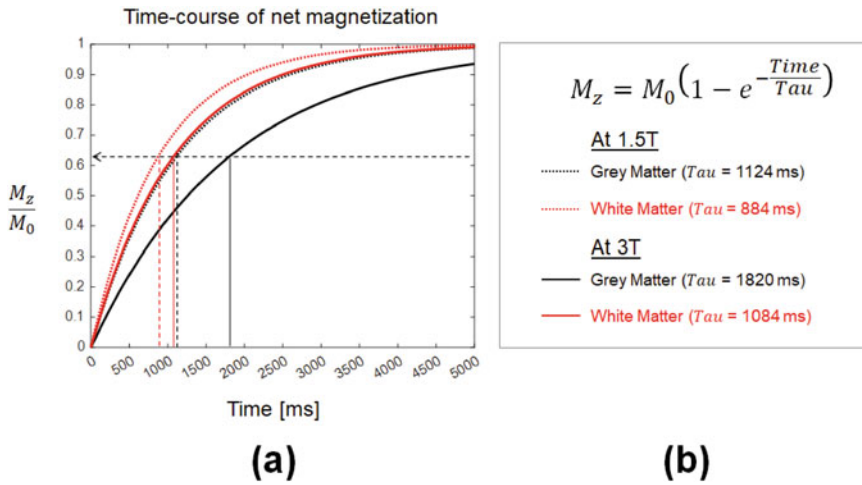 Time-course of net magnetization
1
0.9
0.8
0.7
0.6
0.5
0.4
0.3
0.2
0.1
0
M_z
M_0
0 500 1000 1500 2000 2500 3000 3500 4000 4500 5000
Time [ms]
(a)
M_z = M_0(1 − e^{−Time/Tau})
At 1.5T
Grey Matter (Tau = 1124 ms)
White Matter (Tau = 884 ms)
At 3T
Grey Matter (Tau = 1820 ms)
White Matter (Tau = 1084 ms)
(b)